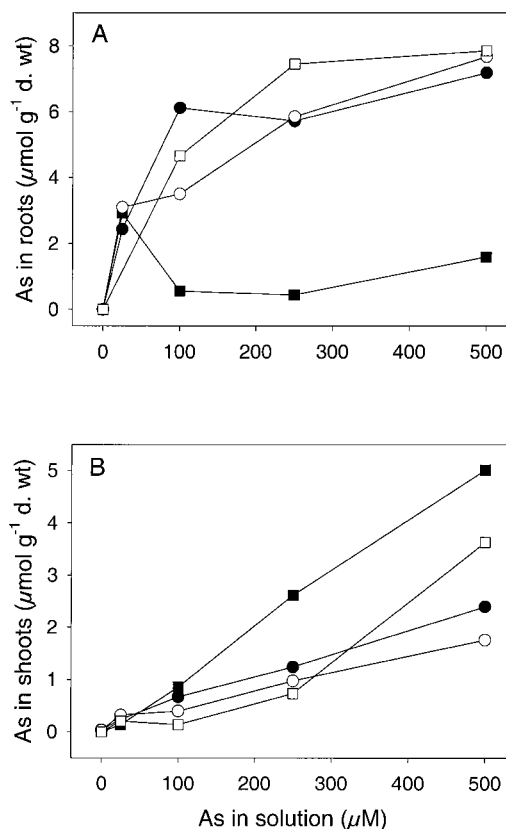 A
As in roots (µmol g⁻¹ d. wt)
8
6
4
2
0
0 100 200 300 400 500
B
As in shoots (µmol g⁻¹ d. wt)
5
4
3
2
1
0
0 100 200 300 400 500
As in solution (µM)